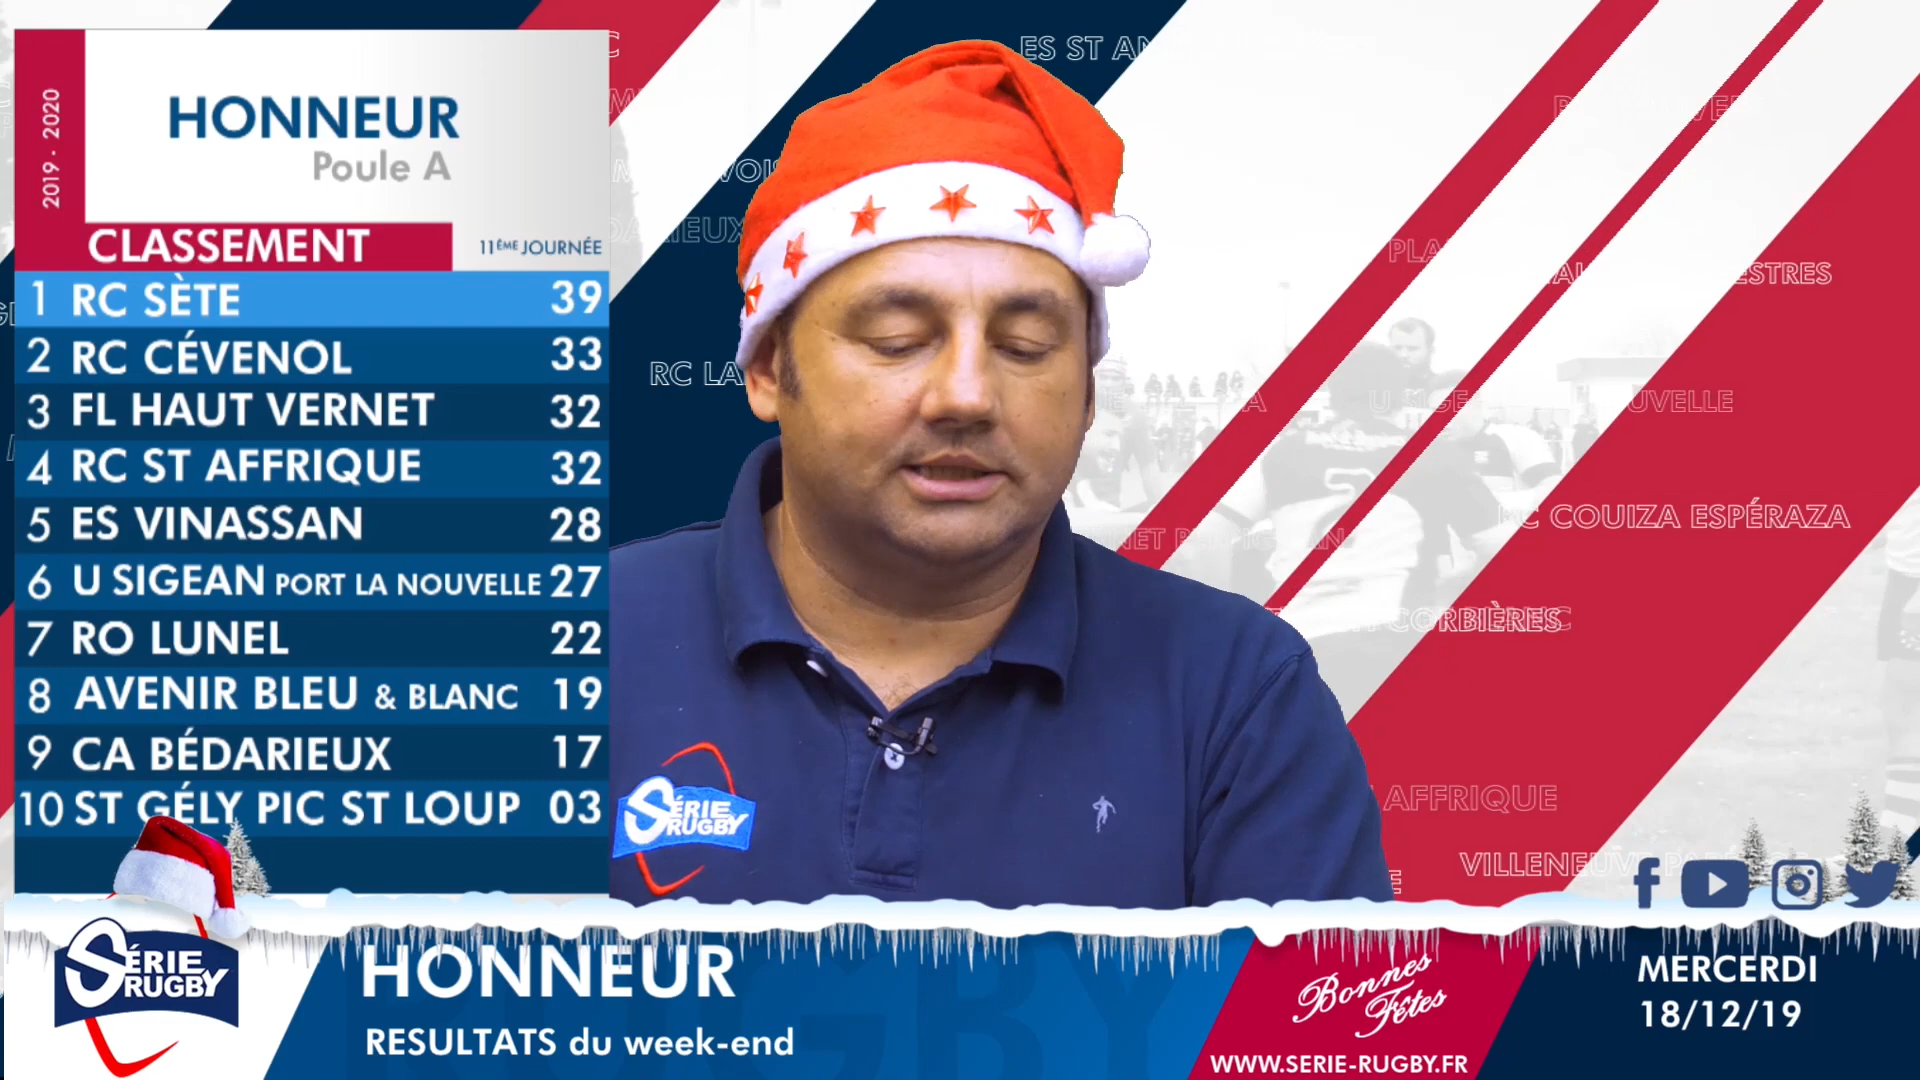 2019 · 2020
HONNEUR
Poule A
CLASSEMENT
11ÈME JOURNÉE
1 RC SÈTE 39
2 RC CÉVENOL 33
3 FL HAUT VERNET 32
4 RC ST AFFRIQUE 32
5 ES VINASSAN 28
6 U SIGEAN PORT LA NOUVELLE 27
7 RO LUNEL 22
8 AVENIR BLEU & BLANC 19
9 CA BÉDARIEUX 17
10 ST GÉLY PIC ST LOUP 03
ES ST
RC LA
COUIZA ESPÉRAZA
CORBIÈRES
AFFRIQUE
SÉRIE
RUGBY
SÉRIE
RUGBY
HONNEUR
RESULTATS du week-end
Bonnes
Fêtes
WWW.SERIE-RUGBY.FR
MERCERDI
18/12/19